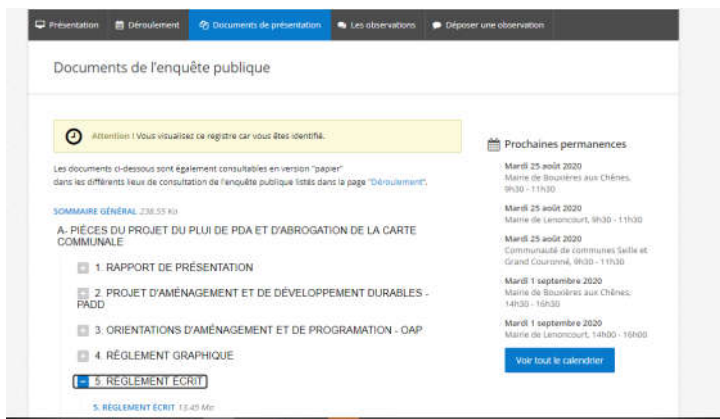 Présentation
Déroulement
Documents de présentation
Les observations
Déposer une observation
Documents de l'enquête publique
Attention ! Vous visualisez ce registre car vous êtes identifié.
Les documents ci-dessous sont également consultables en version "papier"
dans les différents lieux de consultation de l'enquête publique listés dans la page "Déroulement".
SOMMAIRE GÉNÉRAL 238.55 Ko
A- PIÈCES DU PROJET DU PLUI DE PDA ET D'ABROGATION DE LA CARTE
COMMUNALE
1. RAPPORT DE PRÉSENTATION
2. PROJET D'AMÉNAGEMENT ET DE DÉVELOPPEMENT DURABLES -
PADD
3. ORIENTATIONS D'AMÉNAGEMENT ET DE PROGRAMATION - OAP
4. RÈGLEMENT GRAPHIQUE
5. RÈGLEMENT ÉCRIT
5. RÈGLEMENT ÉCRIT 13.45 Mo
Prochaines permanences
Mardi 25 août 2020
Mairie de Bouxières aux Chênes,
9h30 - 11h30
Mardi 25 août 2020
Mairie de Lenoncourt, 9h30 - 11h30
Mardi 25 août 2020
Communauté de communes Seille et
Grand Couronné, 9h30 - 11h30
Mardi 1 septembre 2020
Mairie de Bouxières aux Chênes,
14h30 - 16h30
Mardi 1 septembre 2020
Mairie de Lenoncourt, 14h00 - 16h00
Voir tout le calendrier